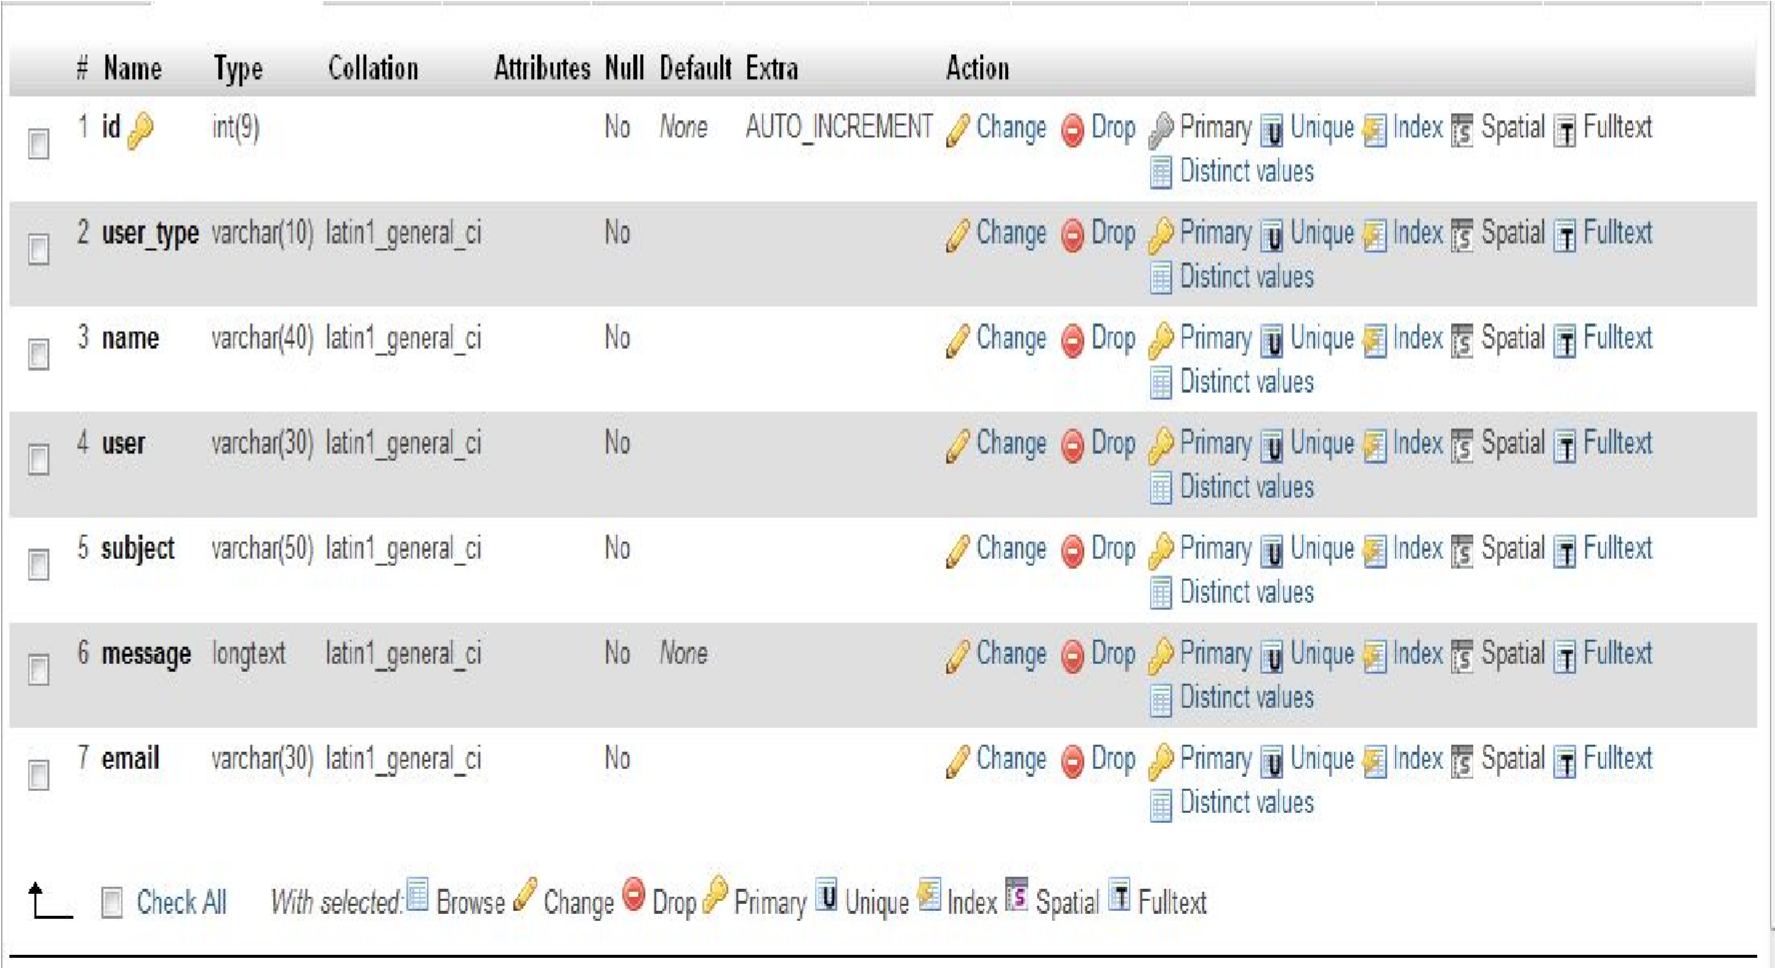 # Name Type Collation Attributes Null Default Extra Action
1 id int(9) No None AUTO_INCREMENT Change Drop Primary Unique Index Spatial Fulltext
Distinct values
2 user_type varchar(10) latin1_general_ci No Change Drop Primary Unique Index Spatial Fulltext
Distinct values
3 name varchar(40) latin1_general_ci No Change Drop Primary Unique Index Spatial Fulltext
Distinct values
4 user varchar(30) latin1_general_ci No Change Drop Primary Unique Index Spatial Fulltext
Distinct values
5 subject varchar(50) latin1_general_ci No Change Drop Primary Unique Index Spatial Fulltext
Distinct values
6 message longtext latin1_general_ci No None Change Drop Primary Unique Index Spatial Fulltext
Distinct values
7 email varchar(30) latin1_general_ci No Change Drop Primary Unique Index Spatial Fulltext
Distinct values
Check All With selected: Browse Change Drop Primary Unique Index Spatial Fulltext